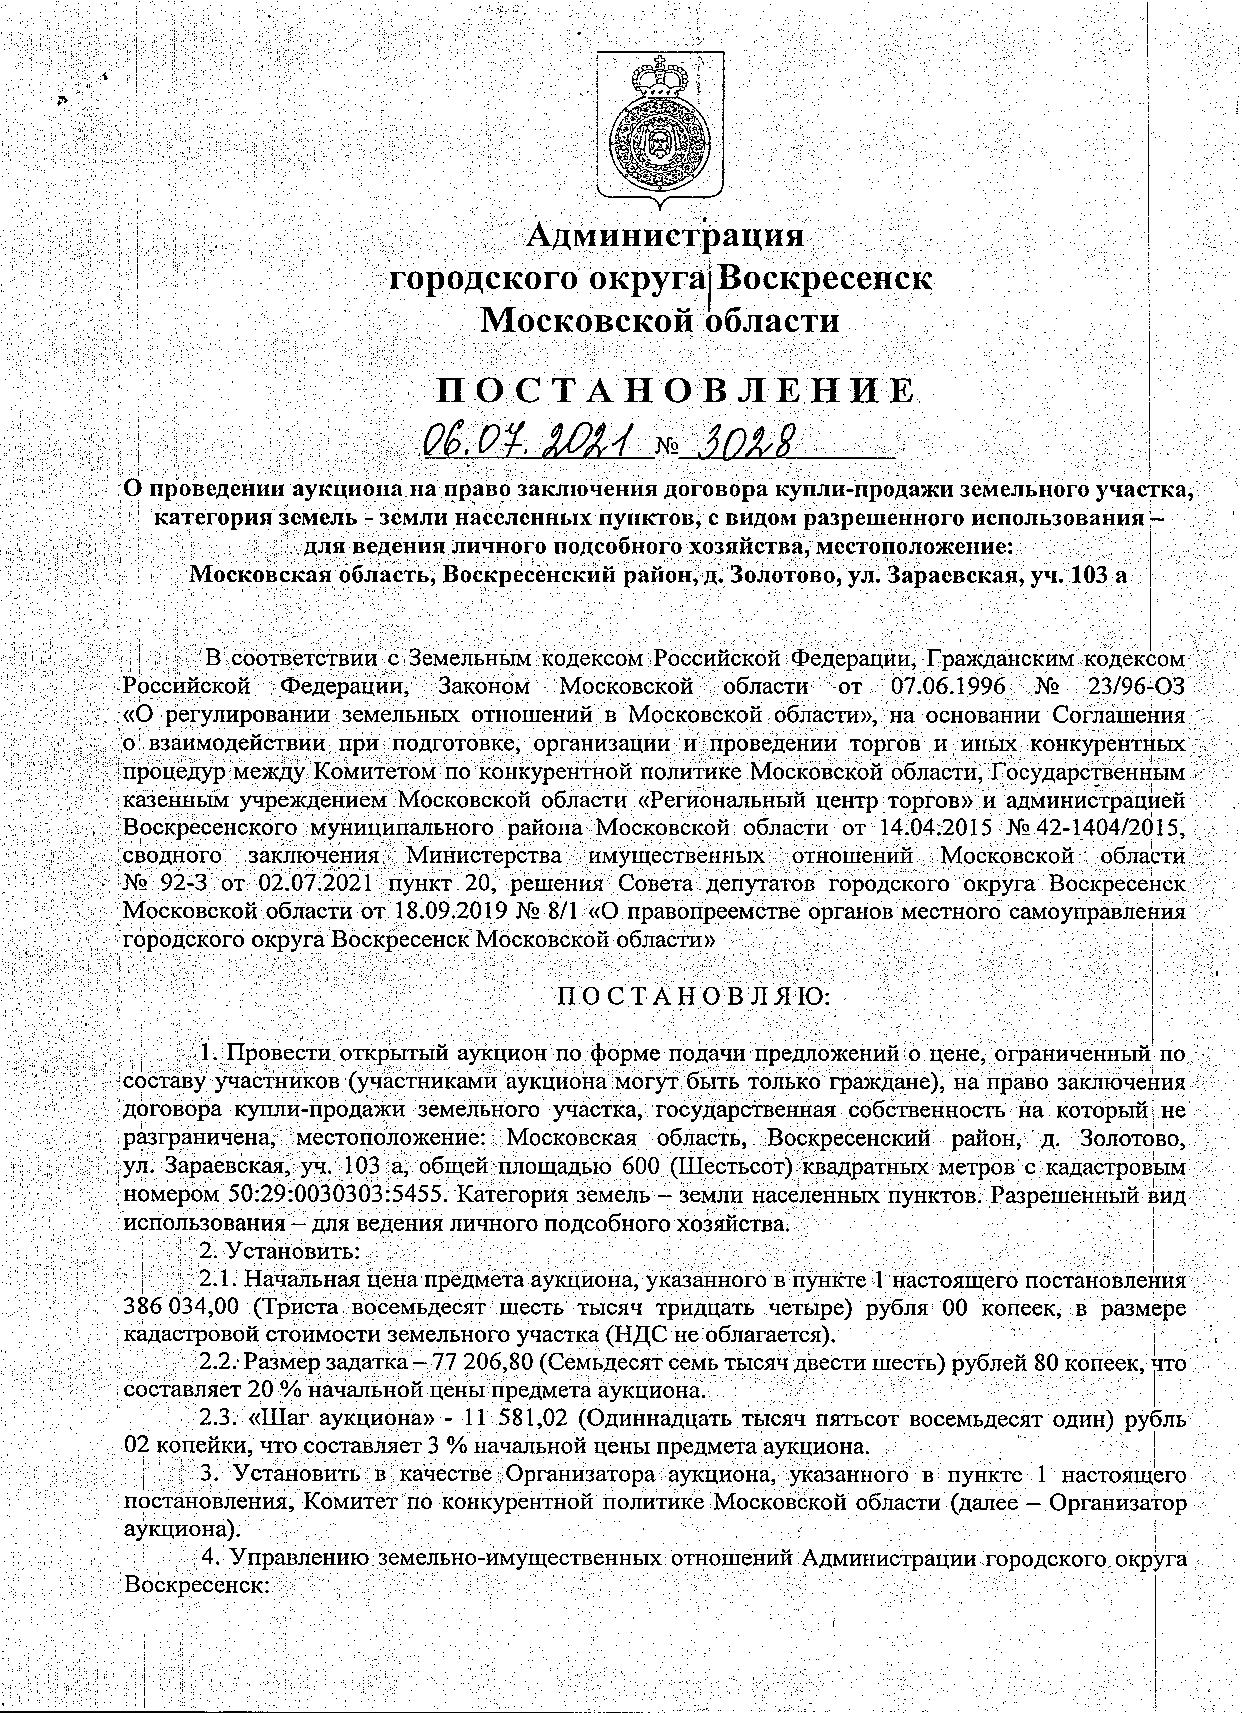 Администрация
городского округа Воскресенск
Московской области
ПОСТАНОВЛЕНИЕ
06.07.2021 № 3028
О проведении аукциона на право заключения договора купли-продажи земельного участка,
категория земель - земли населенных пунктов, с видом разрешенного использования –
для ведения личного подсобного хозяйства, местоположение:
Московская область, Воскресенский район, д. Золотово, ул. Зараевская, уч. 103 а
В соответствии с Земельным кодексом Российской Федерации, Гражданским кодексом
Российской Федерации, Законом Московской области от 07.06.1996 № 23/96-ОЗ
«О регулировании земельных отношений в Московской области», на основании Соглашения
о взаимодействии при подготовке, организации и проведении торгов и иных конкурентных
процедур между Комитетом по конкурентной политике Московской области, Государственным
казенным учреждением Московской области «Региональный центр торгов» и администрацией
Воскресенского муниципального района Московской области от 14.04.2015 № 42-1404/2015,
сводного заключения Министерства имущественных отношений Московской области
№ 92-З от 02.07.2021 пункт 20, решения Совета депутатов городского округа Воскресенск
Московской области от 18.09.2019 № 8/1 «О правопреемстве органов местного самоуправления
городского округа Воскресенск Московской области»
ПОСТАНОВЛЯЮ:
1. Провести открытый аукцион по форме подачи предложений о цене, ограниченный по
составу участников (участниками аукциона могут быть только граждане), на право заключения
договора купли-продажи земельного участка, государственная собственность на который не
разграничена, местоположение: Московская область, Воскресенский район, д. Золотово,
ул. Зараевская, уч. 103 а, общей площадью 600 (Шестьсот) квадратных метров с кадастровым
номером 50:29:0030303:5455. Категория земель – земли населенных пунктов. Разрешенный вид
использования – для ведения личного подсобного хозяйства.
2. Установить:
2.1. Начальная цена предмета аукциона, указанного в пункте 1 настоящего постановления
386 034,00 (Триста восемьдесят шесть тысяч тридцать четыре) рубля 00 копеек, в размере
кадастровой стоимости земельного участка (НДС не облагается).
2.2. Размер задатка – 77 206,80 (Семьдесят семь тысяч двести шесть) рублей 80 копеек, что
составляет 20 % начальной цены предмета аукциона.
2.3. «Шаг аукциона» - 11 581,02 (Одиннадцать тысяч пятьсот восемьдесят один) рубль
02 копейки, что составляет 3 % начальной цены предмета аукциона.
3. Установить в качестве Организатора аукциона, указанного в пункте 1 настоящего
постановления, Комитет по конкурентной политике Московской области (далее – Организатор
аукциона).
4. Управлению земельно-имущественных отношений Администрации городского округа
Воскресенск: